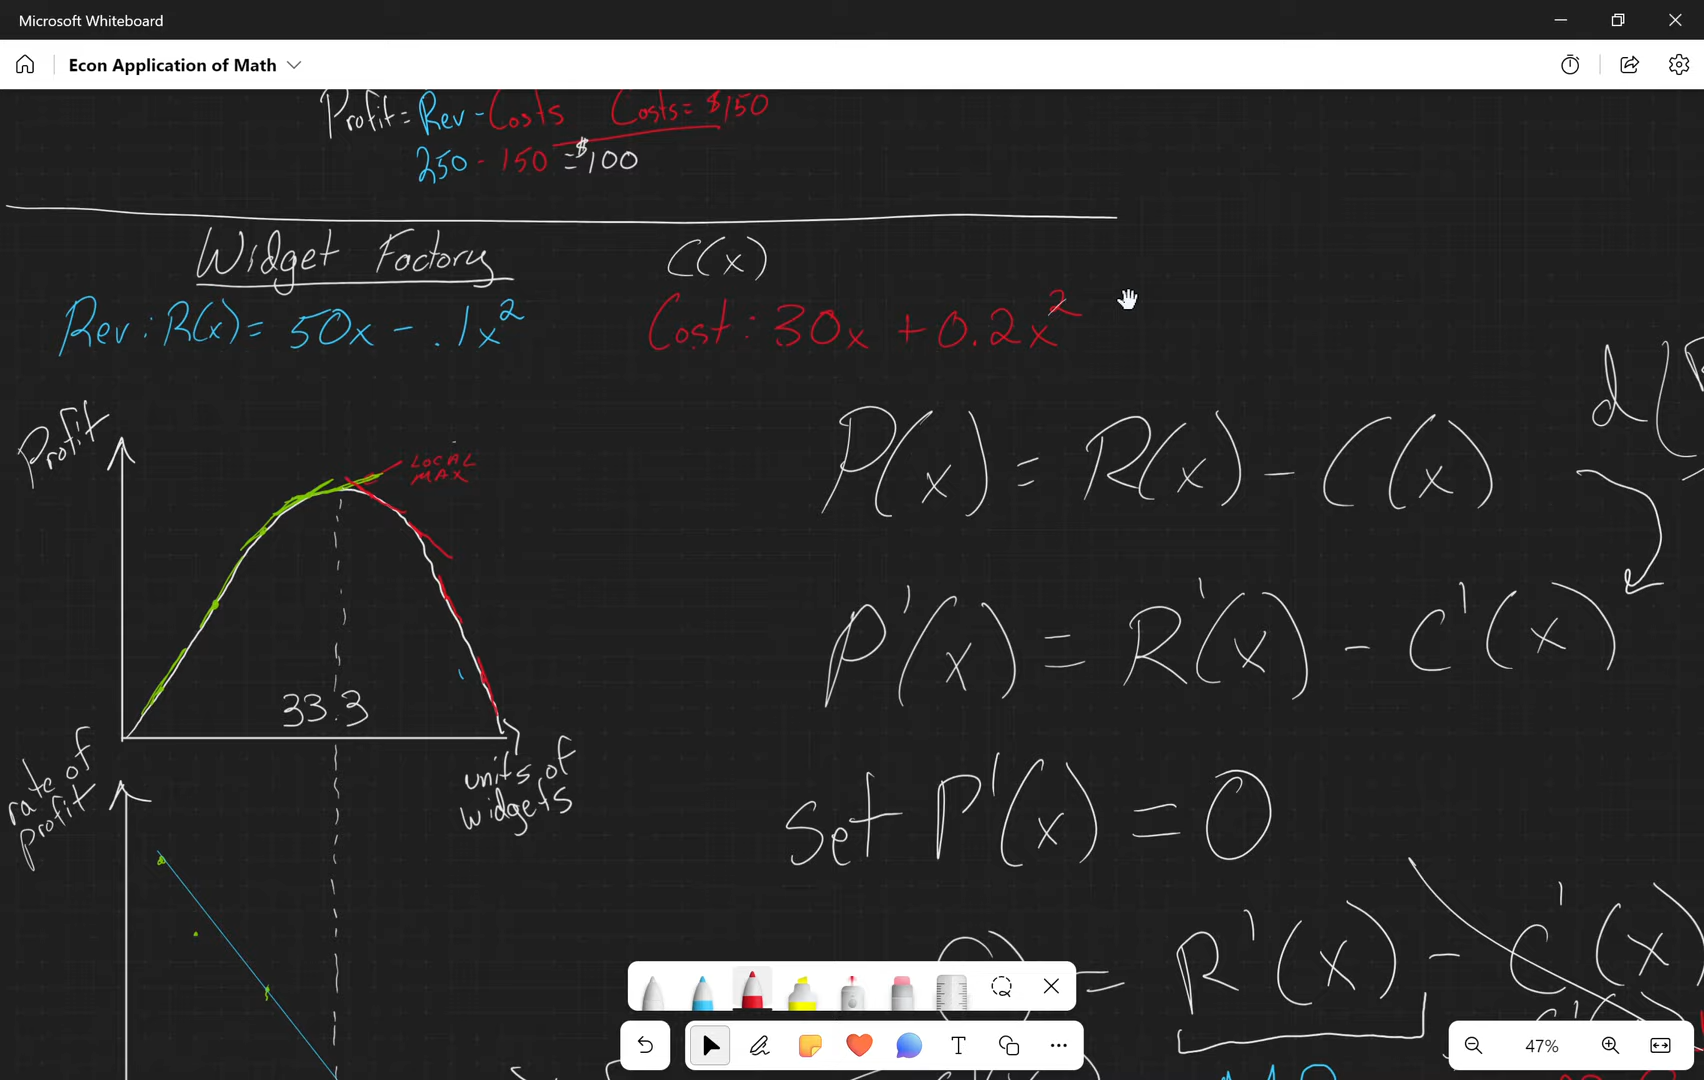 Microsoft Whiteboard
Econ Application of Math
Profit = Rev - Costs Costs = $150
250 - 150 = $100
Widget Factory C(x)
Rev : R(x) = 50x - .1x² Cost : 30x + 0.2x²
d(
Profit
LOCAL
MAX
P(x) = R(x) - C(x)
P'(x) = R'(x) - C'(x)
33.3
units of
widgets
rate of
profit
Set P'(x) = 0
0 = R'(x) - C'(x)
47%